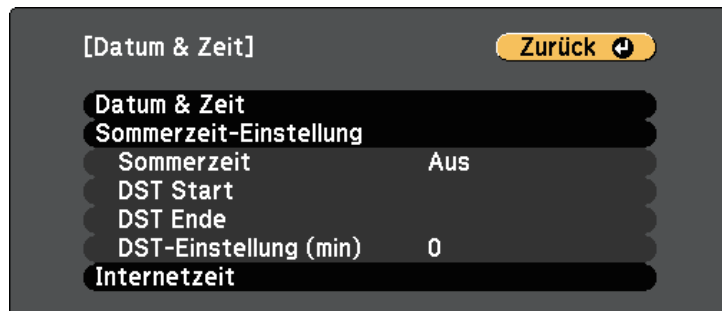 [Datum & Zeit]
Zurück
Datum & Zeit
Sommerzeit-Einstellung
Sommerzeit Aus
DST Start
DST Ende
DST-Einstellung (min) 0
Internetzeit